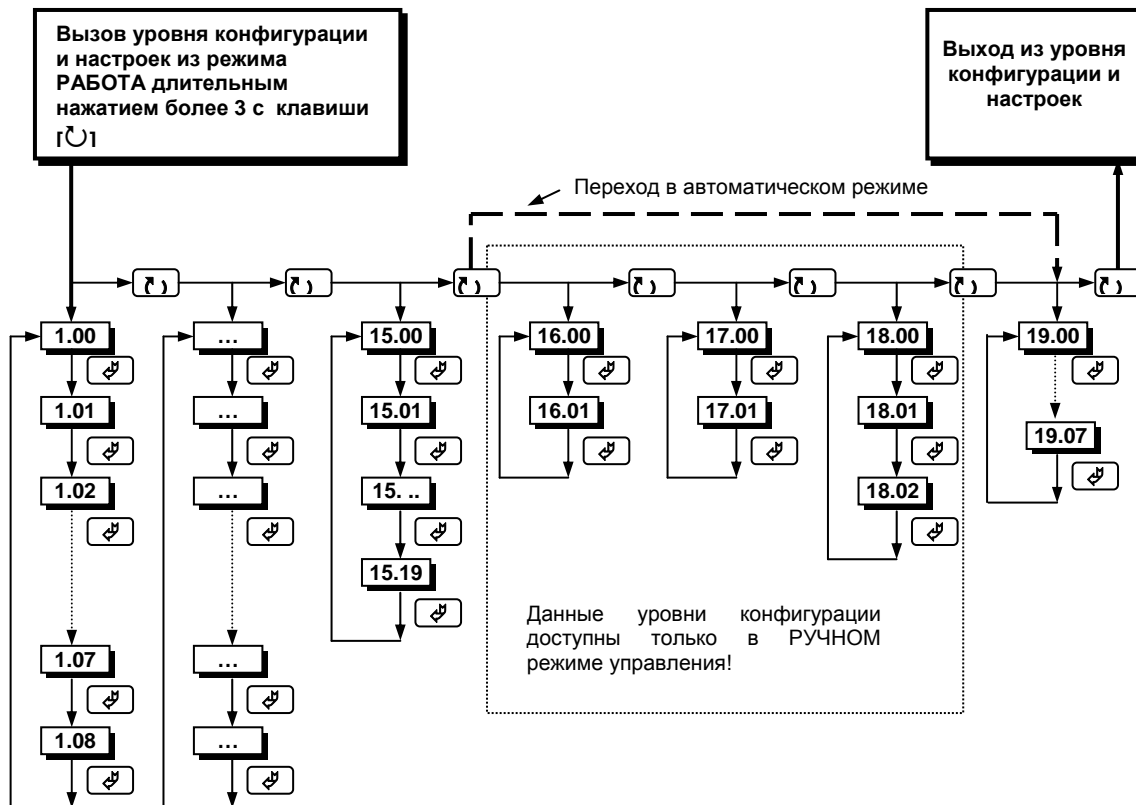 Вызов уровня конфигурации
и настроек из режима
РАБОТА длительным
нажатием более 3 с клавиши
[↻]
Выход из уровня
конфигурации и
настроек
Переход в автоматическом режиме
1.00
...
15.00
16.00
17.00
18.00
19.00
1.01
...
15.01
16.01
17.01
18.01
19.07
1.02
...
15. ..
18.02
15.19
Данные уровни конфигурации
доступны только в РУЧНОМ
режиме управления!
1.07
...
1.08
...